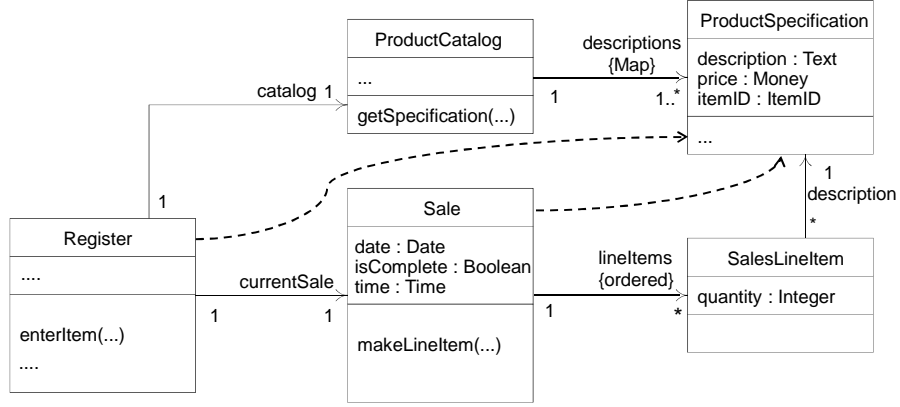 ProductCatalog
...
getSpecification(...)
descriptions
{Map}
1
1..*
ProductSpecification
description : Text
price : Money
itemID : ItemID
...
catalog 1
1
Register
....
enterItem(...)
....
currentSale
1
1
Sale
date : Date
isComplete : Boolean
time : Time
makeLineItem(...)
lineItems
{ordered}
1
*
1
description
*
SalesLineItem
quantity : Integer